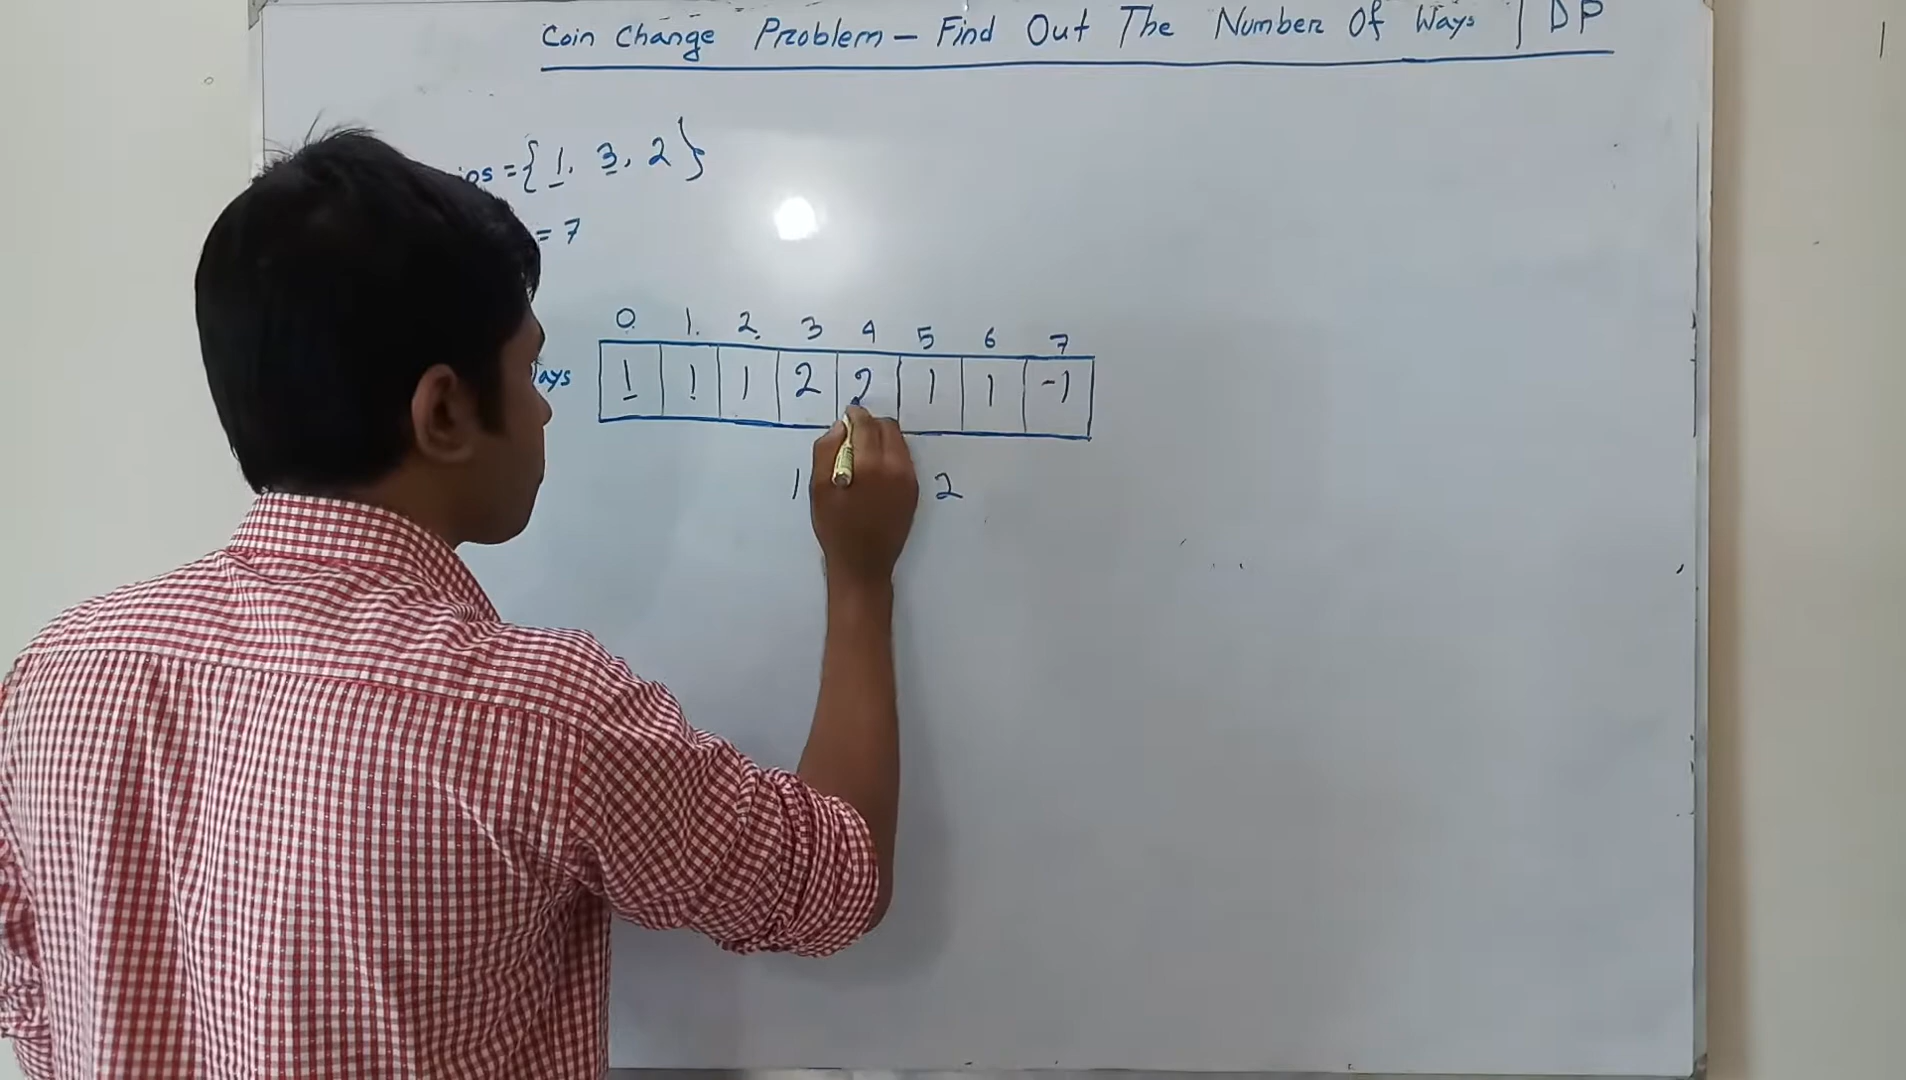 Coin Change Problem - Find Out The Number Of Ways | DP
= { 1, 3, 2 }
= 7
0 1 2 3 4 5 6 7
1 1 1 2 2 1 1 -1
1 2